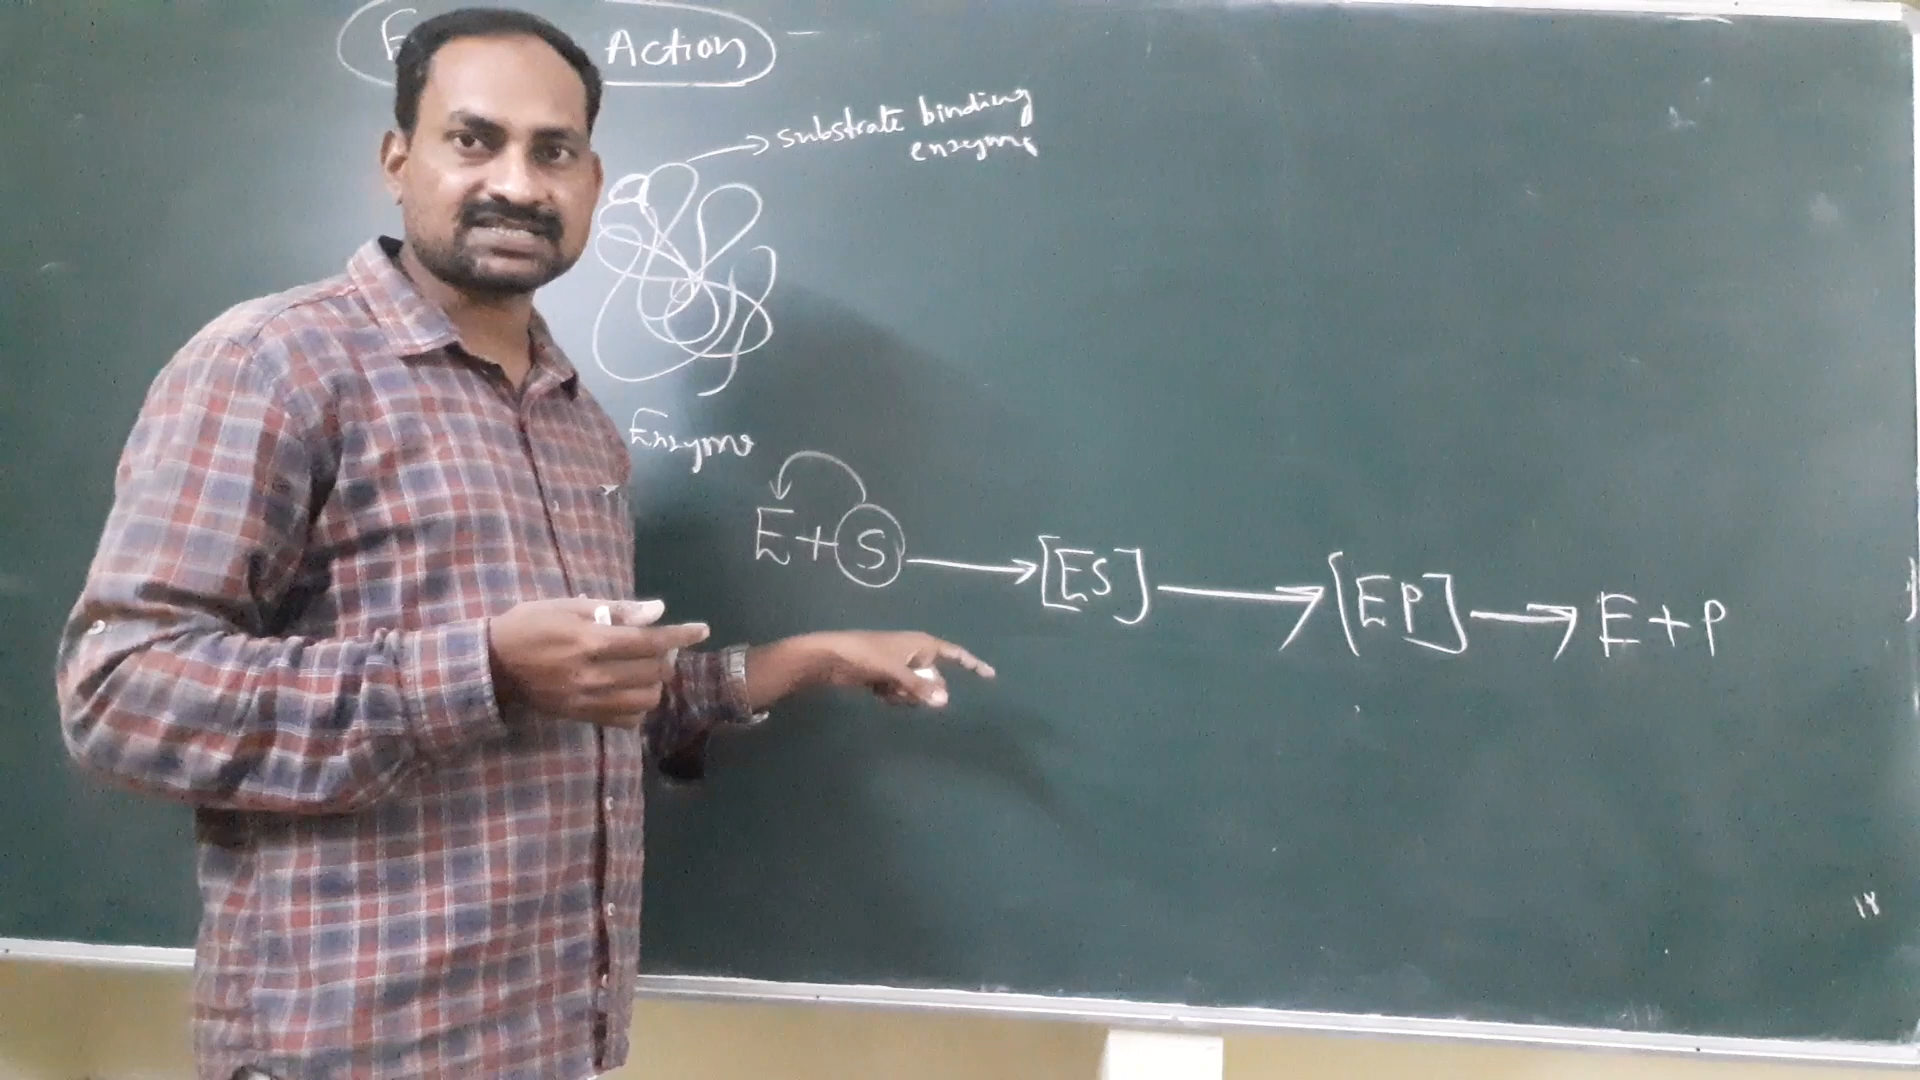 Action
substrate binding
enzyme
Enzyme
E + S → [ES] → [EP] → E + P